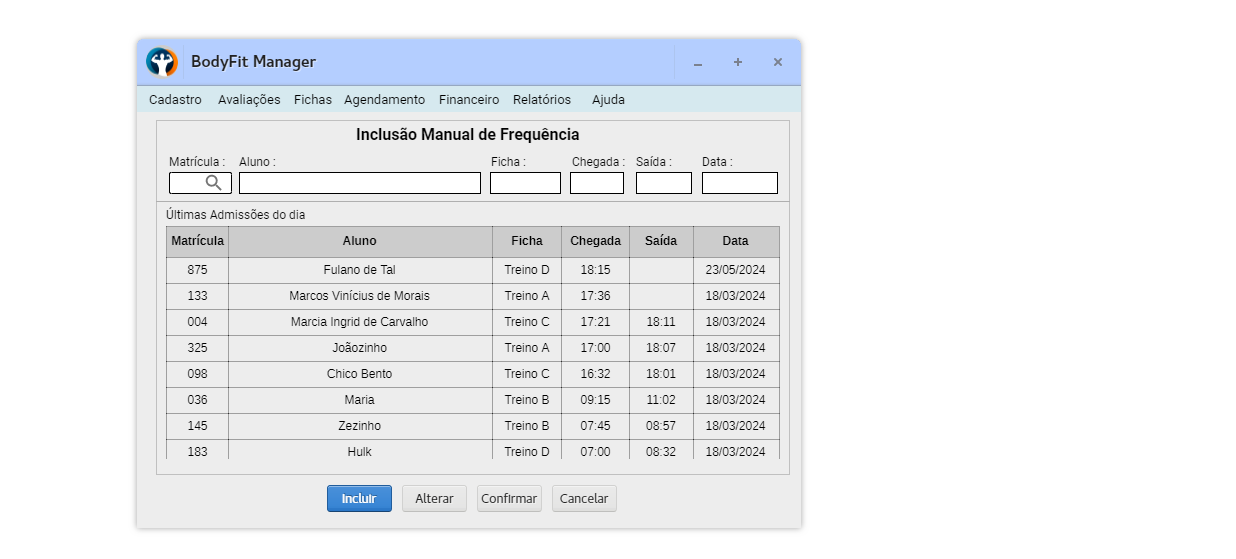 BodyFit Manager
Cadastro Avaliações Fichas Agendamento Financeiro Relatórios Ajuda
Inclusão Manual de Frequência
Matrícula : Aluno : Ficha : Chegada : Saída : Data :
Últimas Admissões do dia
Matrícula Aluno Ficha Chegada Saída Data
875 Fulano de Tal Treino D 18:15 23/05/2024
133 Marcos Vinícius de Morais Treino A 17:36 18/03/2024
004 Marcia Ingrid de Carvalho Treino C 17:21 18:11 18/03/2024
325 Joãozinho Treino A 17:00 18:07 18/03/2024
098 Chico Bento Treino C 16:32 18:01 18/03/2024
036 Maria Treino B 09:15 11:02 18/03/2024
145 Zezinho Treino B 07:45 08:57 18/03/2024
183 Hulk Treino D 07:00 08:32 18/03/2024
Incluir Alterar Confirmar Cancelar